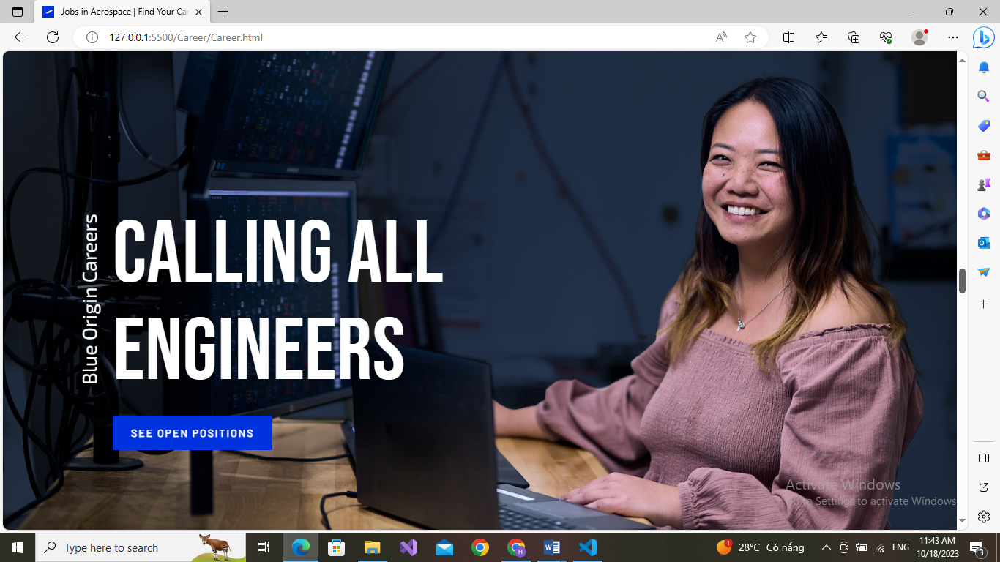 Jobs in Aerospace | Find Your Ca
127.0.0.1:5500/Career/Career.html
Blue Origin Careers
CALLING ALL
ENGINEERS
SEE OPEN POSITIONS
Activate Windows
to Settings to activate Windows
Type here to search
1
28°C Có nắng
ENG
11:43 AM
10/18/2023
3